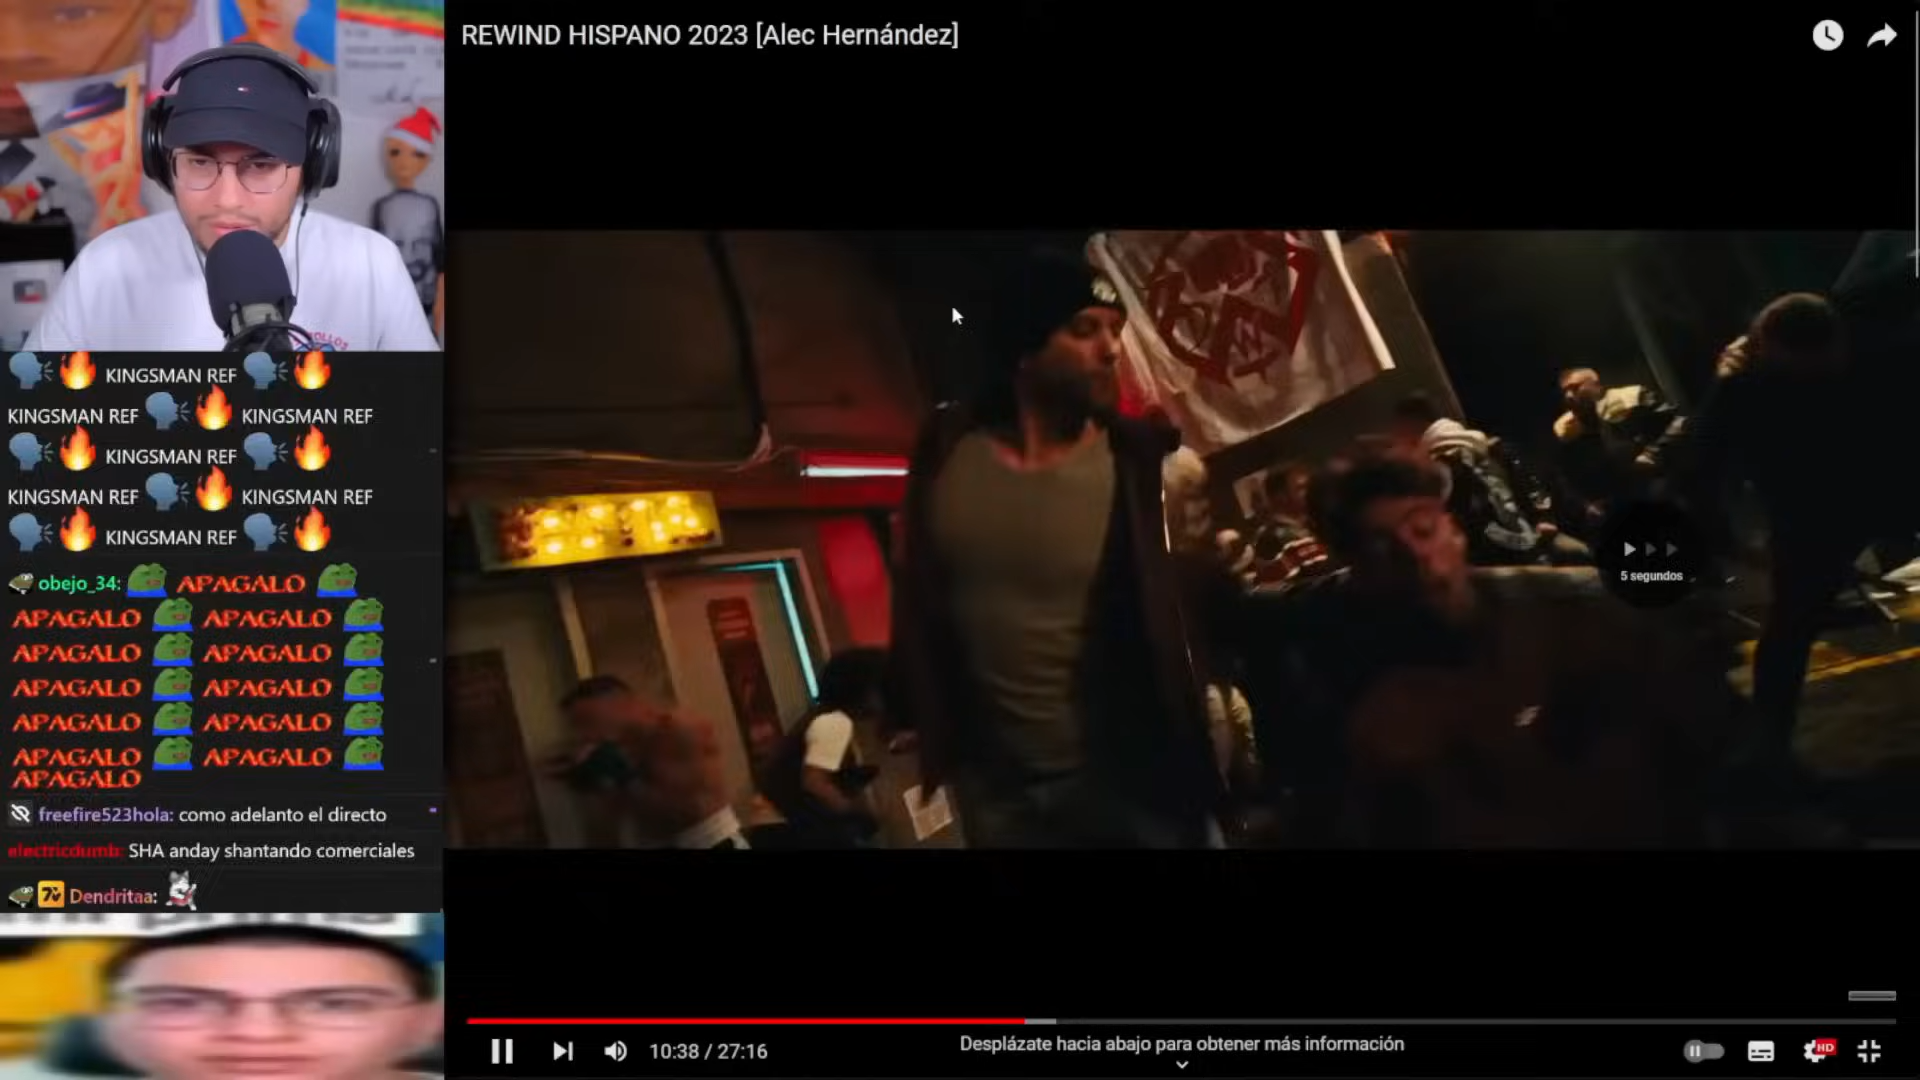 REWIND HISPANO 2023 [Alec Hernández]
KINGSMAN REF
KINGSMAN REF KINGSMAN REF
KINGSMAN REF
KINGSMAN REF KINGSMAN REF
KINGSMAN REF
obejo_34: APAGALO
APAGALO APAGALO
APAGALO APAGALO
APAGALO APAGALO
APAGALO APAGALO
APAGALO APAGALO
APAGALO
freefire523hola: como adelanto el directo
electricdumb: SHA anday shantando comerciales
Dendritaa:
5 segundos
10:38 / 27:16
Desplázate hacia abajo para obtener más información
HD